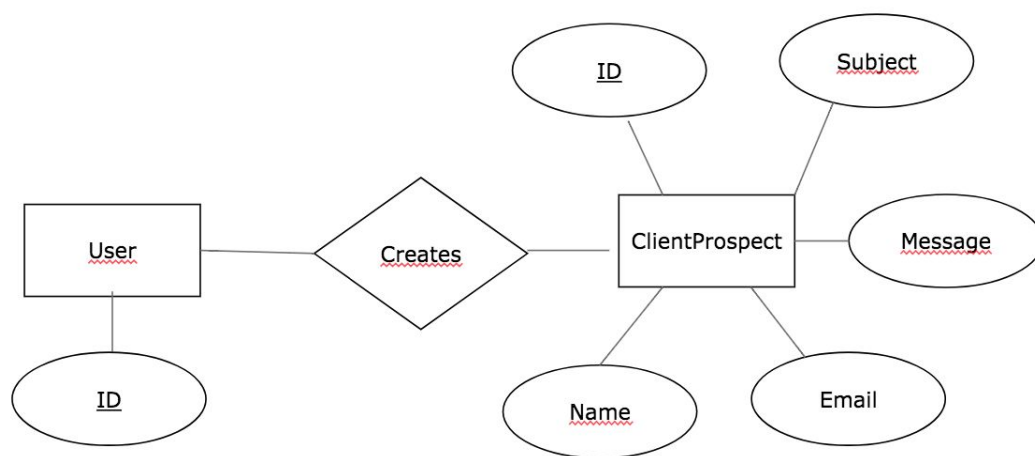 ID
Subject
User
Creates
ClientProspect
Message
ID
Name
Email